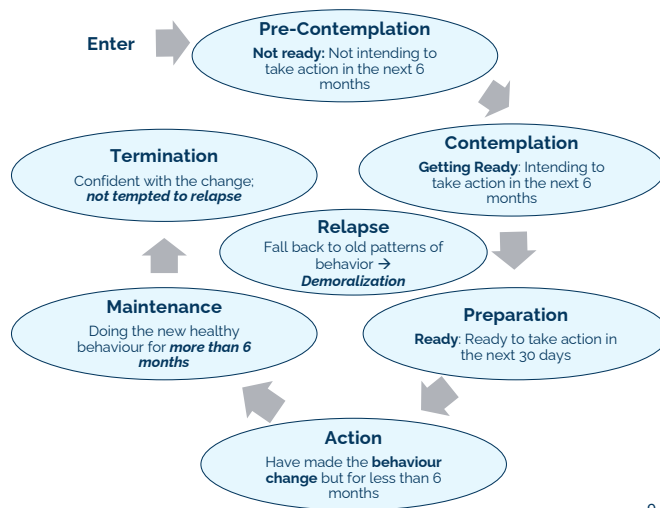 Enter
Pre-Contemplation
Not ready: Not intending to
take action in the next 6
months
Contemplation
Getting Ready: Intending to
take action in the next 6
months
Termination
Confident with the change;
not tempted to relapse
Relapse
Fall back to old patterns of
behavior →
Demoralization
Preparation
Ready: Ready to take action in
the next 30 days
Maintenance
Doing the new healthy
behaviour for more than 6
months
Action
Have made the behaviour
change but for less than 6
months